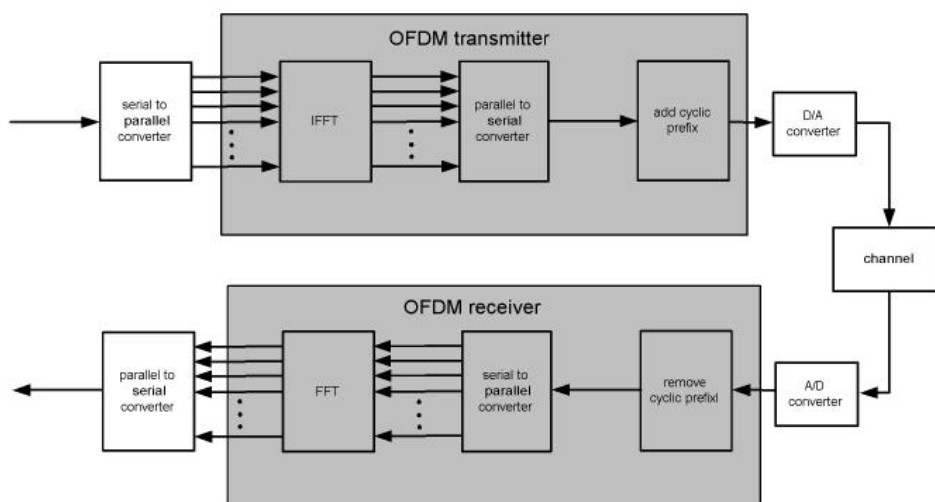 OFDM transmitter
serial to
parallel
converter
IFFT
parallel to
serial
converter
add cyclic
prefix
D/A
converter
channel
OFDM receiver
parallel to
serial
converter
FFT
serial to
parallel
converter
remove
cyclic prefixl
A/D
converter